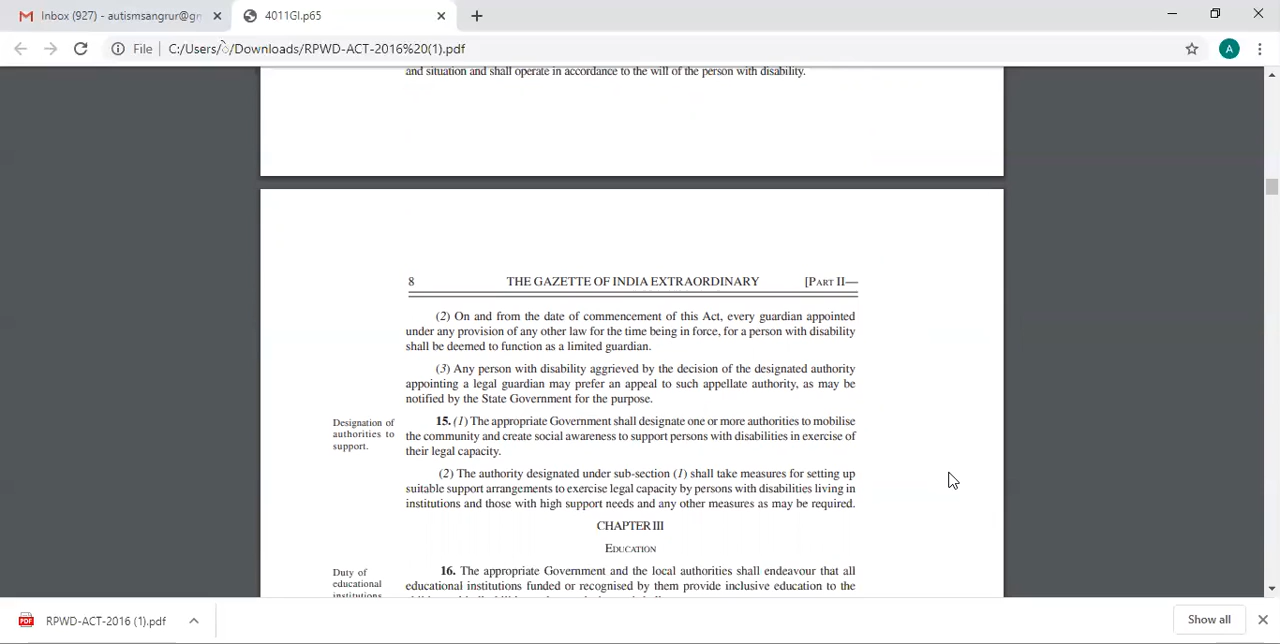 Inbox (927) - autismsangrur@gr
4011GI.p65
File
C:/Users/ /Downloads/RPWD-ACT-2016%20(1).pdf
A
and situation and shall operate in accordance to the will of the person with disability.
8 THE GAZETTE OF INDIA EXTRAORDINARY [PART II—
(2) On and from the date of commencement of this Act, every guardian appointed
under any provision of any other law for the time being in force, for a person with disability
shall be deemed to function as a limited guardian.
(3) Any person with disability aggrieved by the decision of the designated authority
appointing a legal guardian may prefer an appeal to such appellate authority, as may be
notified by the State Government for the purpose.
Designation of
authorities to
support.
15. (1) The appropriate Government shall designate one or more authorities to mobilise
the community and create social awareness to support persons with disabilities in exercise of
their legal capacity.
(2) The authority designated under sub-section (1) shall take measures for setting up
suitable support arrangements to exercise legal capacity by persons with disabilities living in
institutions and those with high support needs and any other measures as may be required.
CHAPTER III
EDUCATION
Duty of
educational
institutions
16. The appropriate Government and the local authorities shall endeavour that all
educational institutions funded or recognised by them provide inclusive education to the
PDF
RPWD-ACT-2016 (1).pdf
Show all